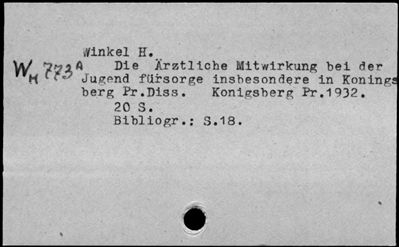 Winkel H.
WH 773A Die Ärztliche Mitwirkung bei der
Jugend fürsorge insbesondere in Konings
berg Pr.Diss. Konigsberg Pr.1932.
20 S.
Bibliogr.: S.18.